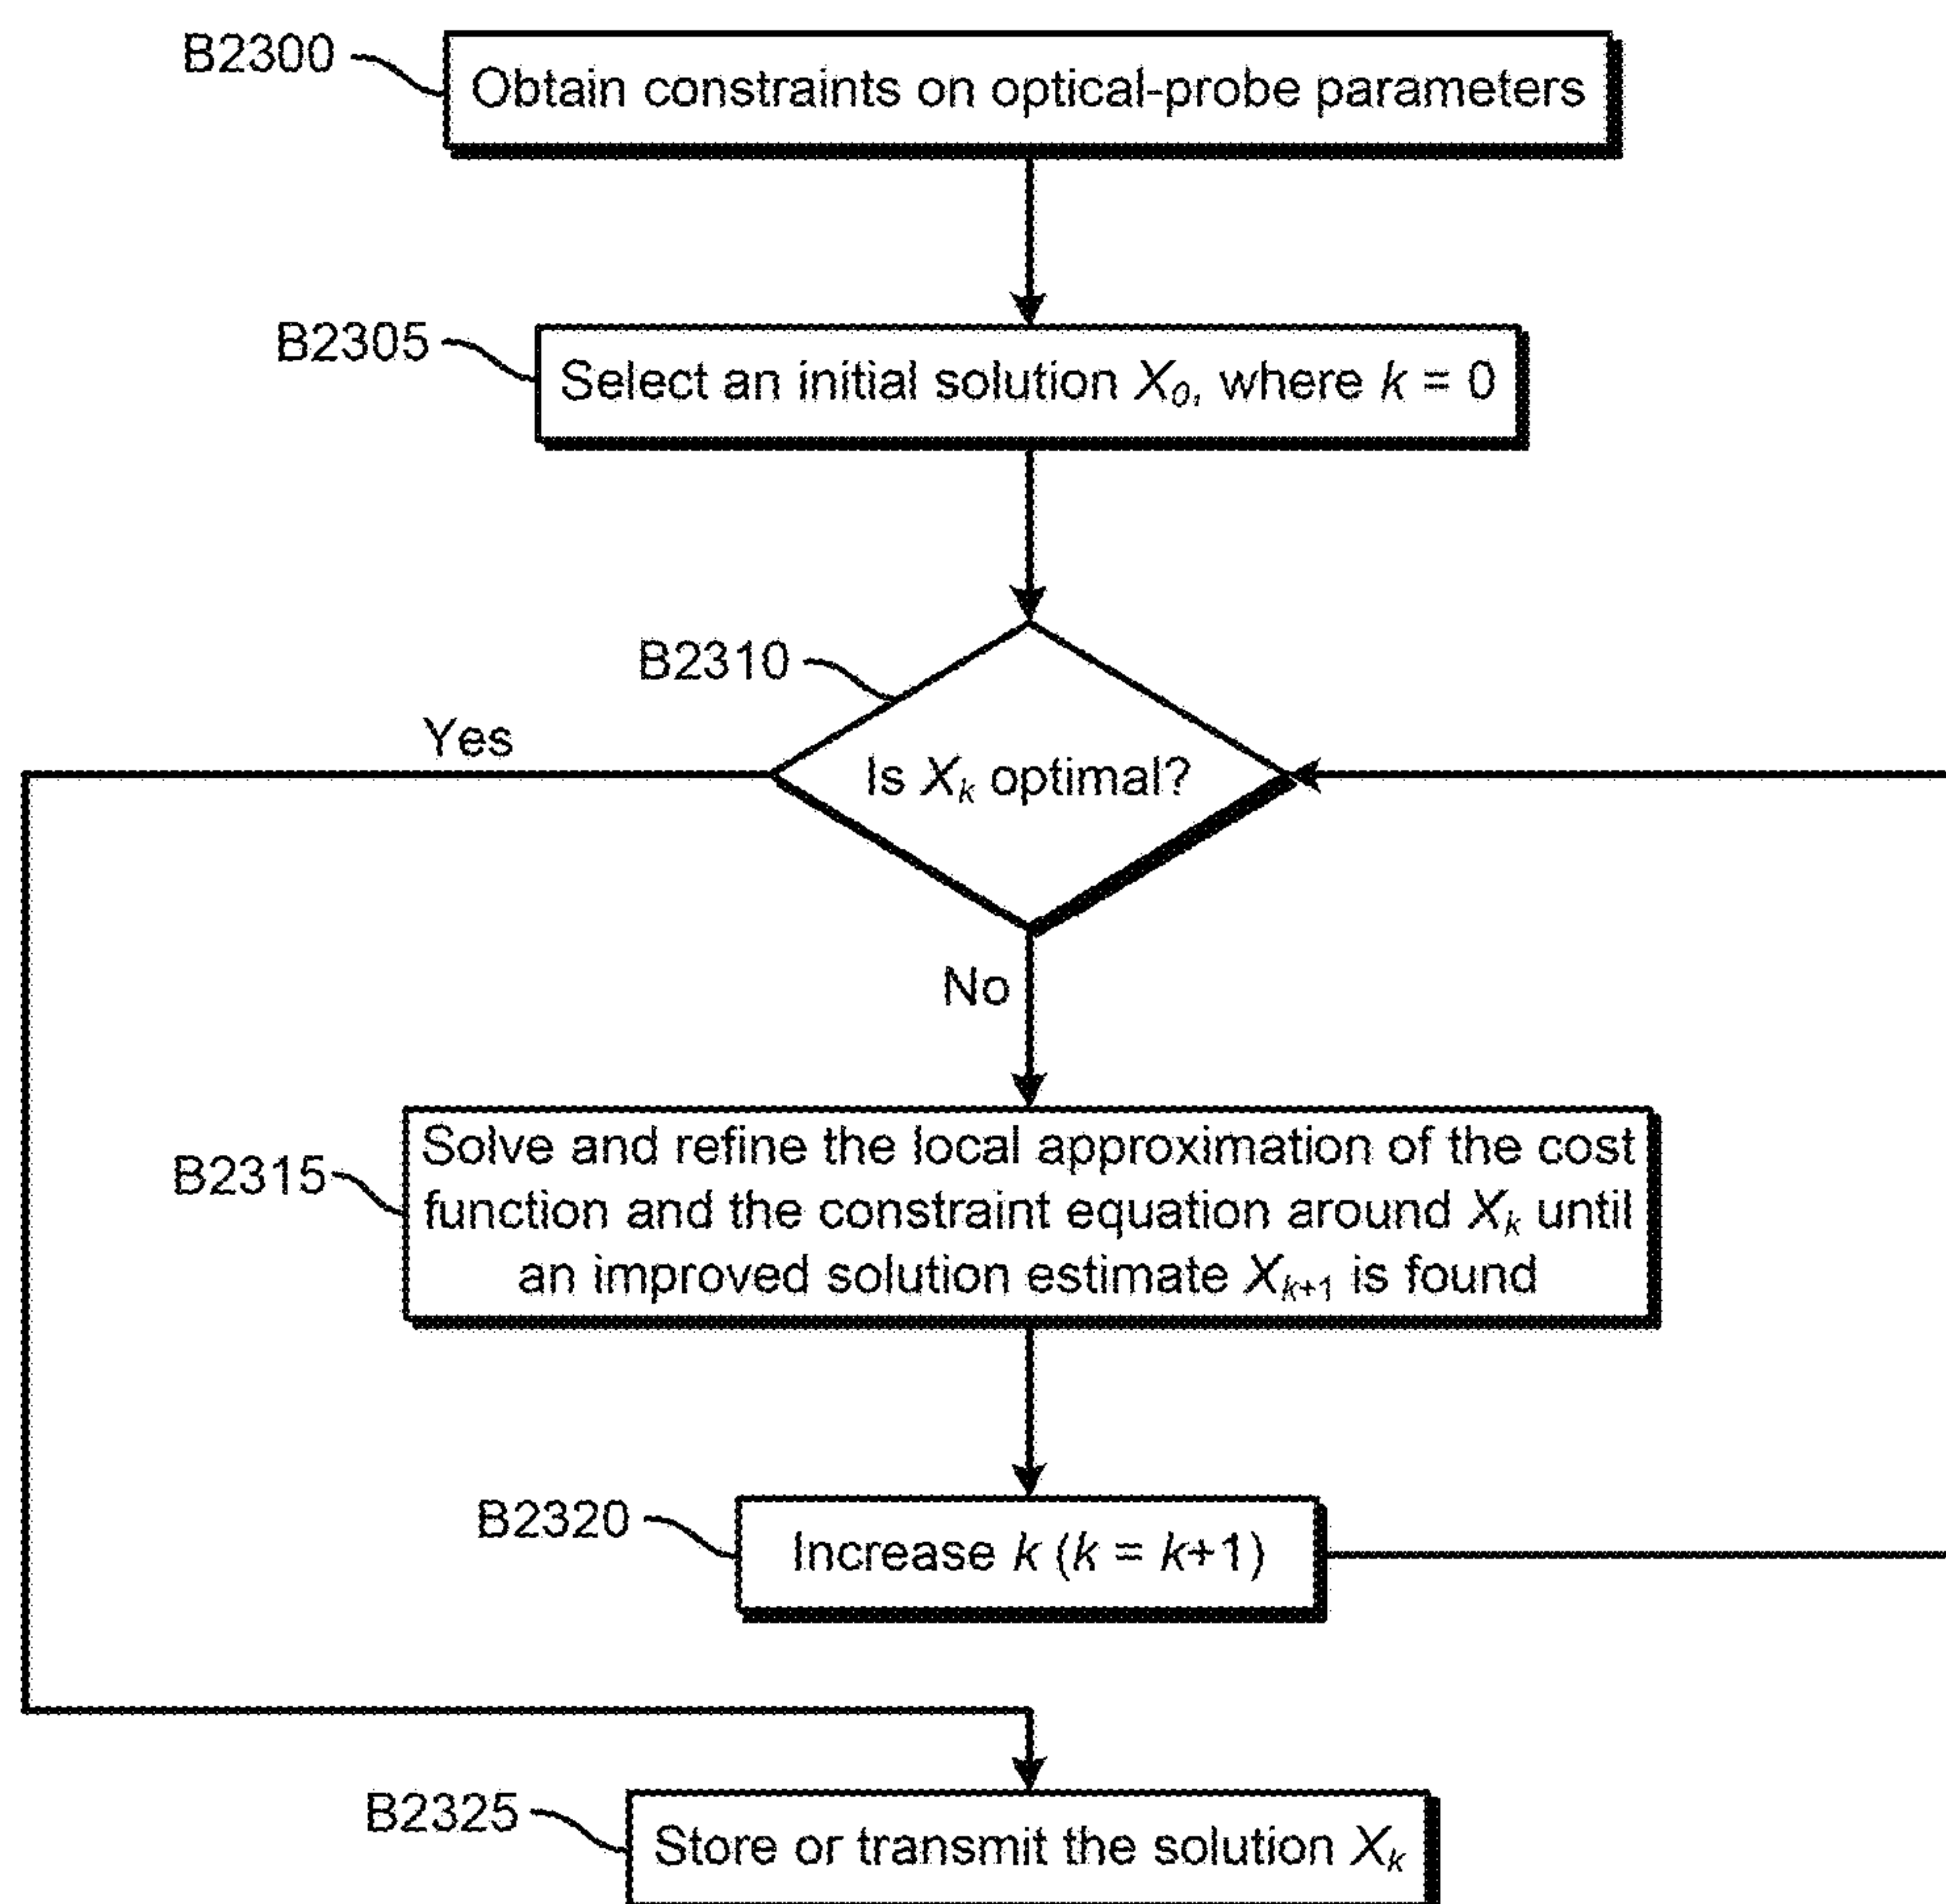 B2300
Obtain constraints on optical-probe parameters
B2305
Select an initial solution X₀, where k = 0
B2310
Yes
Is Xₖ optimal?
No
B2315
Solve and refine the local approximation of the cost
function and the constraint equation around Xₖ until
an improved solution estimate Xₖ₊₁ is found
B2320
Increase k (k = k+1)
B2325
Store or transmit the solution Xₖ